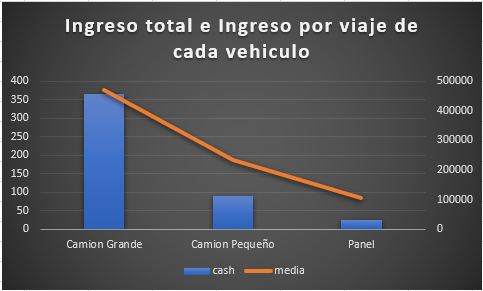 Ingreso total e Ingreso por viaje de
cada vehiculo
400
350
300
250
200
150
100
50
0
500000
400000
300000
200000
100000
0
Camion Grande
Camion Pequeño
Panel
cash
media